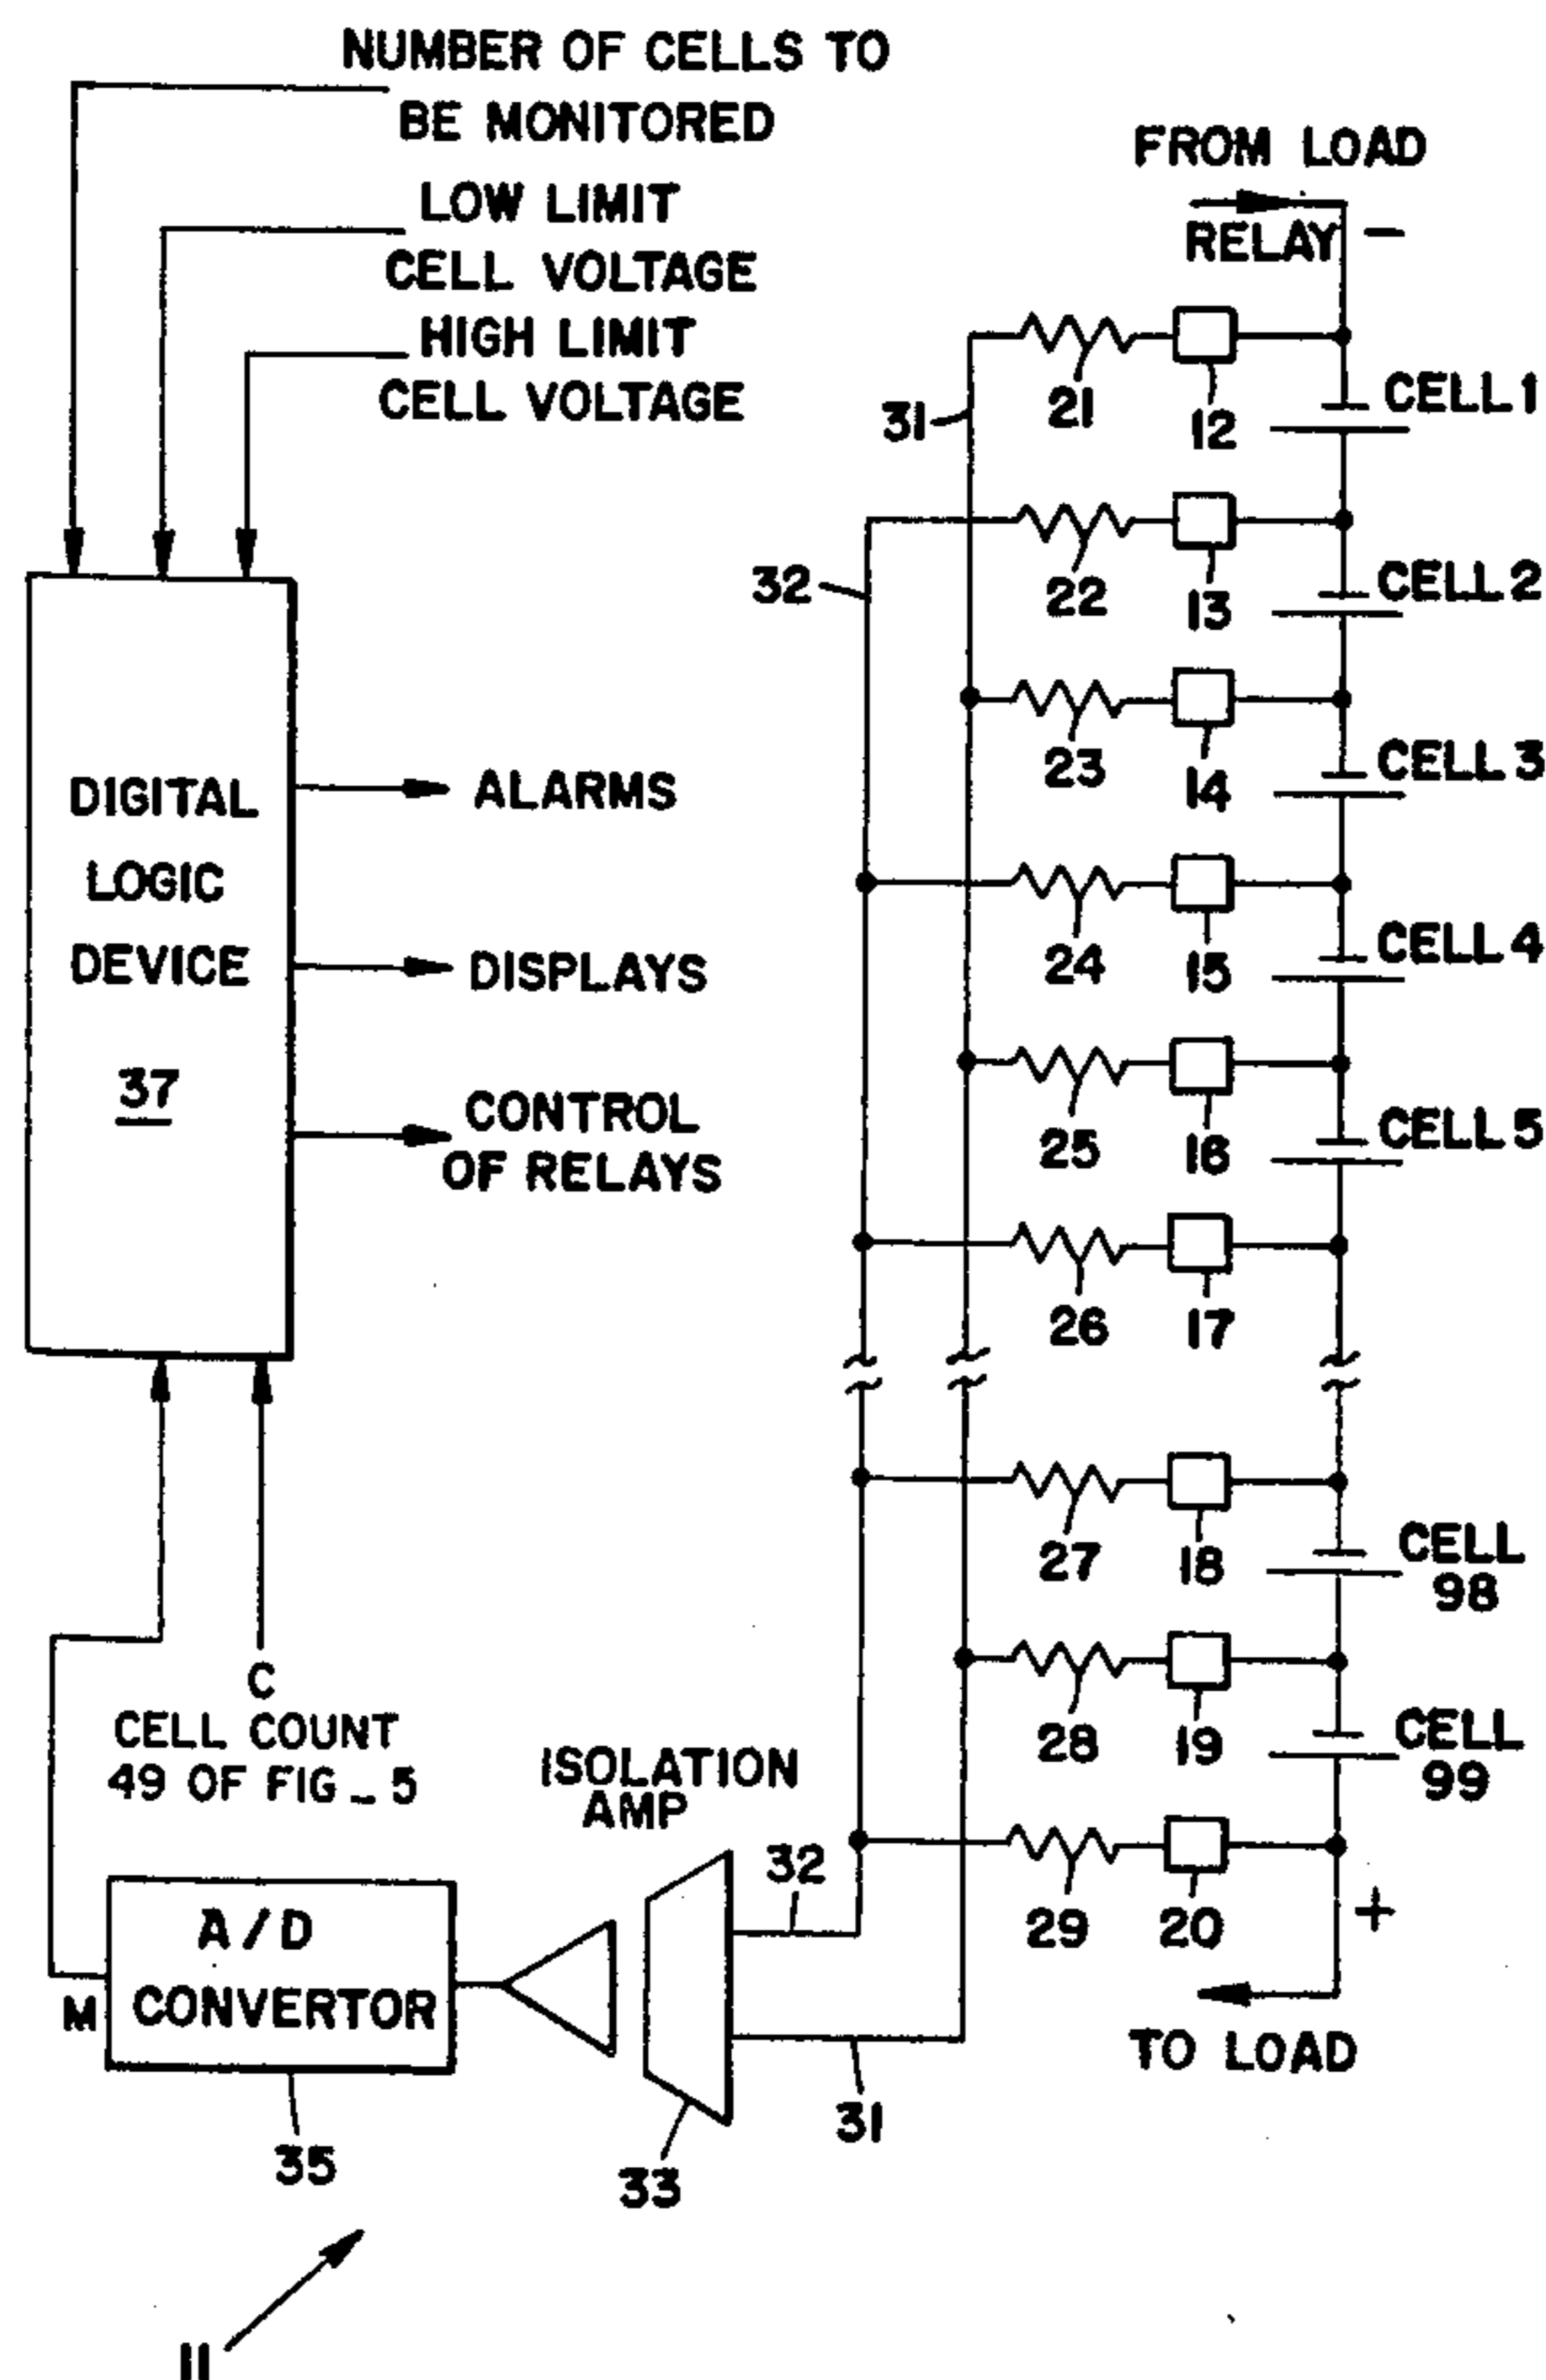 NUMBER OF CELLS TO
BE MONITORED
LOW LIMIT
CELL VOLTAGE
HIGH LIMIT
CELL VOLTAGE
FROM LOAD
RELAY –
31
21
12
CELL 1
32
22
13
CELL 2
23
14
CELL 3
24
15
CELL 4
25
16
CELL 5
26
17
DIGITAL
LOGIC
DEVICE
37
ALARMS
DISPLAYS
CONTROL
OF RELAYS
27
18
CELL
98
28
19
CELL
99
29
20
+
TO LOAD
C
CELL COUNT
49 OF FIG_5
ISOLATION
AMP
32
31
33
A/D
CONVERTOR
M
35
11